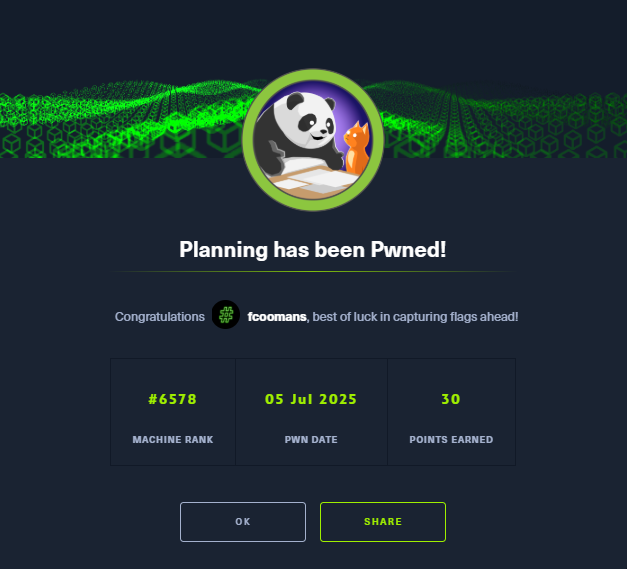 Planning has been Pwned!
Congratulations fcoomans, best of luck in capturing flags ahead!
#6578 05 Jul 2025 30
MACHINE RANK PWN DATE POINTS EARNED
OK SHARE